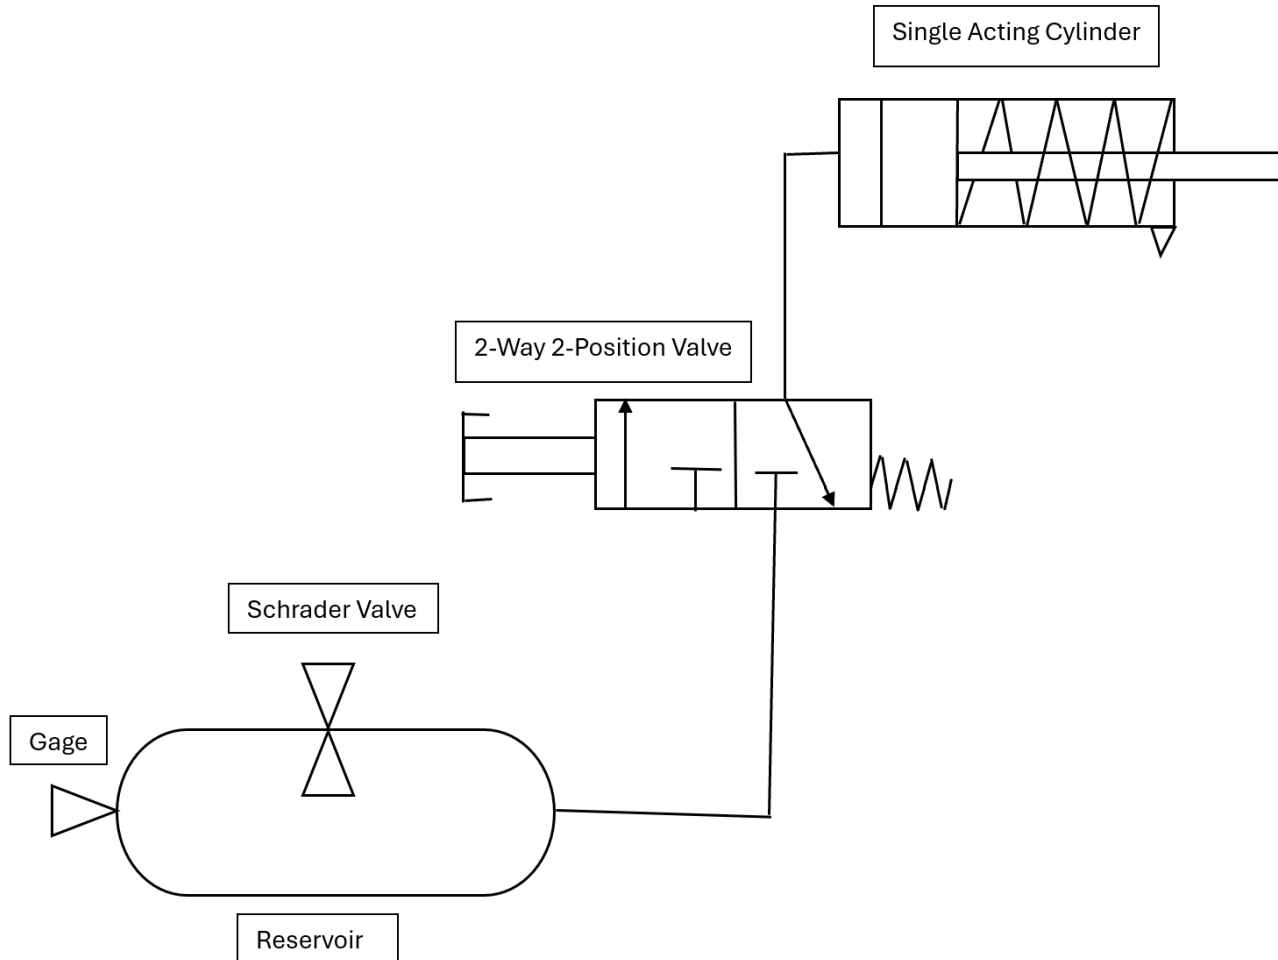 Single Acting Cylinder
2-Way 2-Position Valve
Schrader Valve
Gage
Reservoir